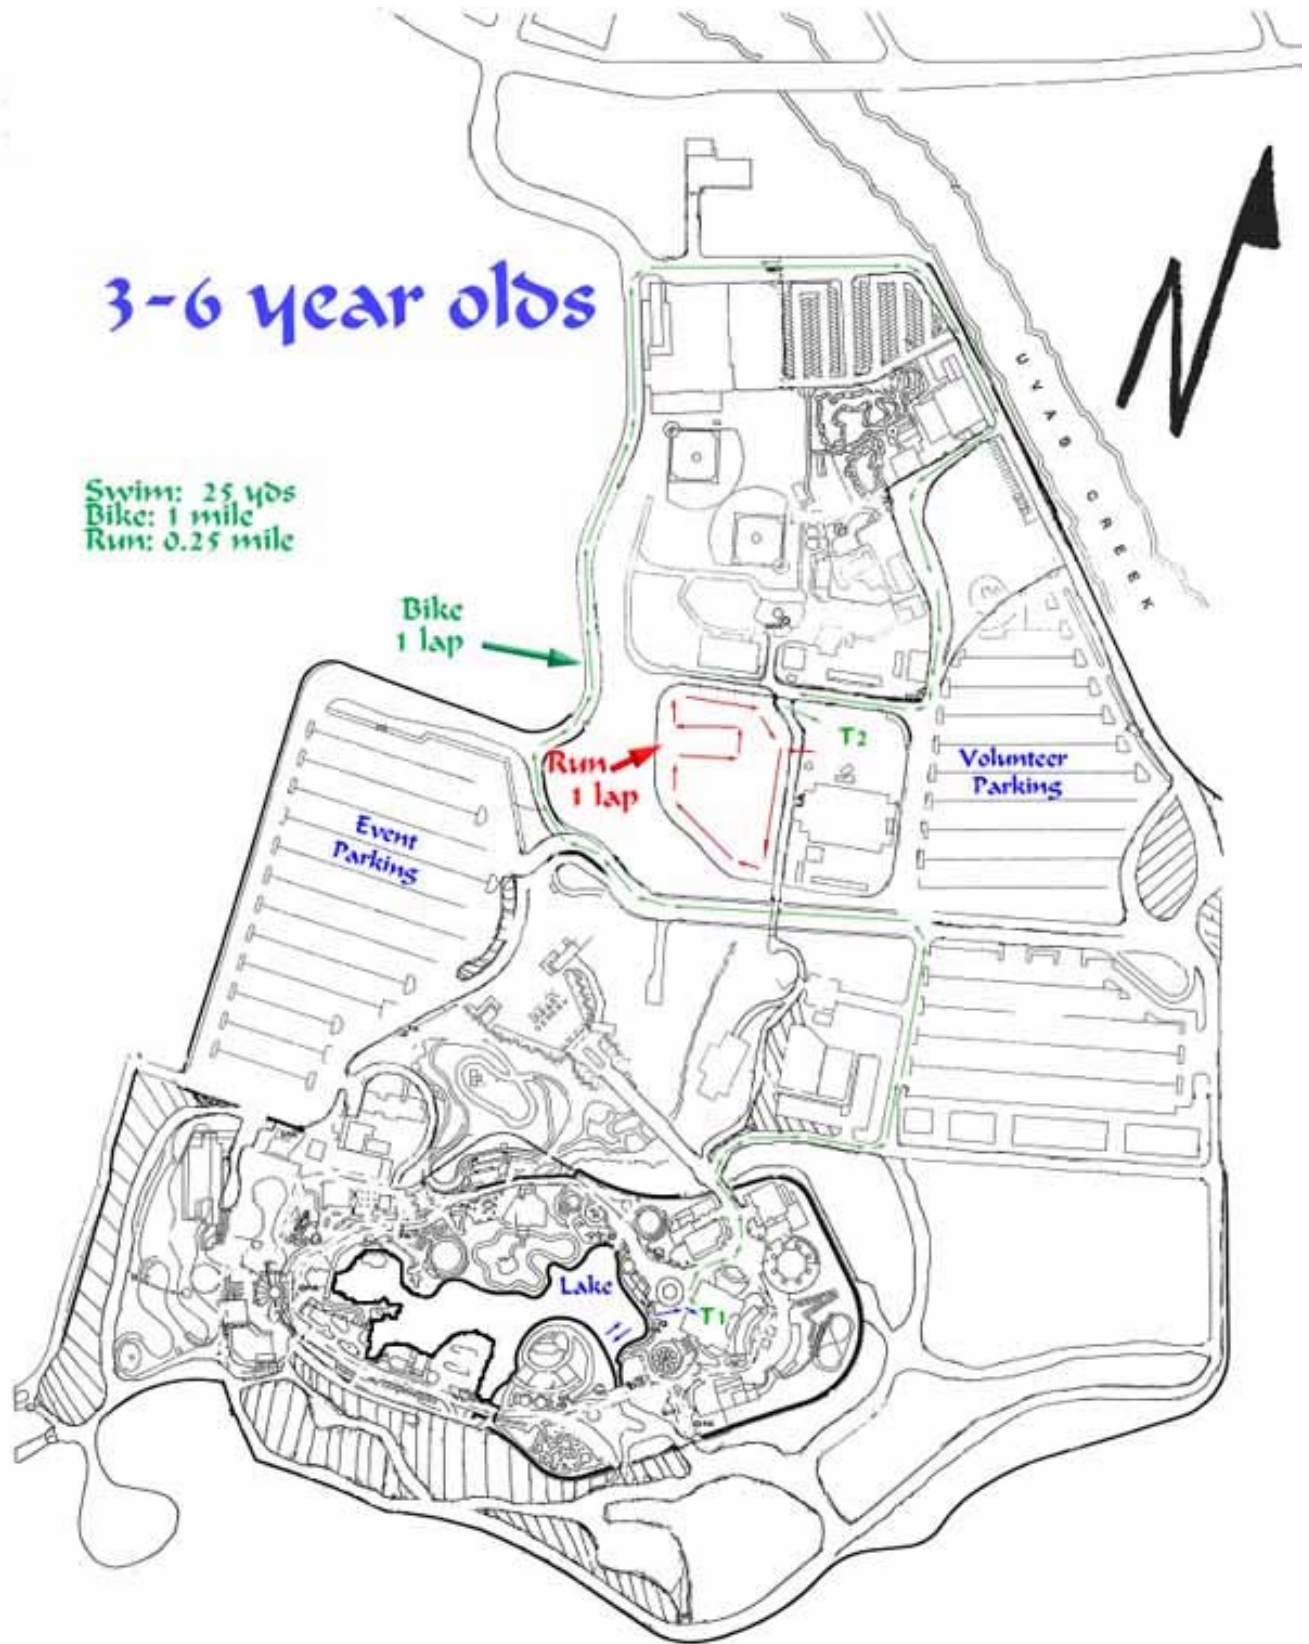 3-6 year olds
Swim: 25 yds
Bike: 1 mile
Run: 0.25 mile
UVAS CREEK
Bike
1 lap
Run
1 lap
T2
Volunteer
Parking
Event
Parking
Lake
T1